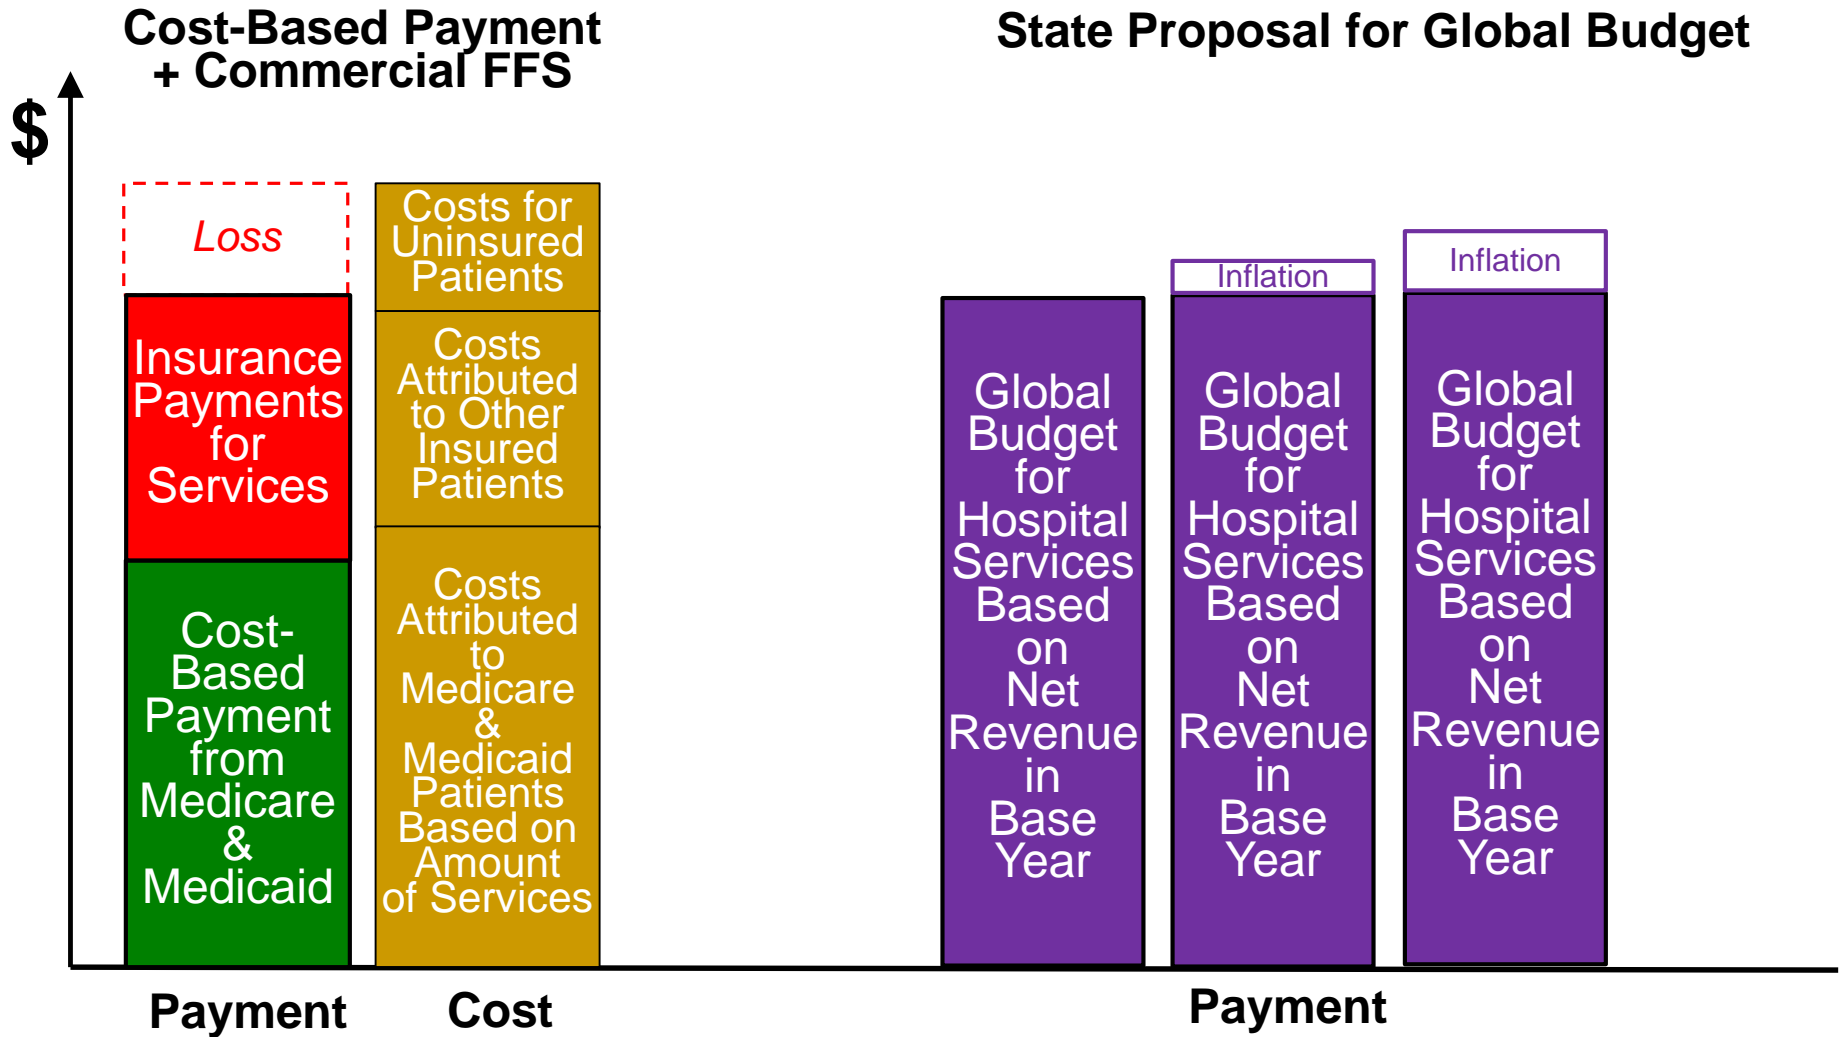 Cost-Based Payment
+ Commercial FFS
State Proposal for Global Budget
$
Loss
Insurance
Payments
for
Services
Cost-
Based
Payment
from
Medicare
&
Medicaid
Costs for
Uninsured
Patients
Costs
Attributed
to Other
Insured
Patients
Costs
Attributed
to
Medicare
&
Medicaid
Patients
Based on
Amount
of Services
Global
Budget
for
Hospital
Services
Based
on
Net
Revenue
in
Base
Year
Inflation
Global
Budget
for
Hospital
Services
Based
on
Net
Revenue
in
Base
Year
Inflation
Global
Budget
for
Hospital
Services
Based
on
Net
Revenue
in
Base
Year
Payment
Cost
Payment